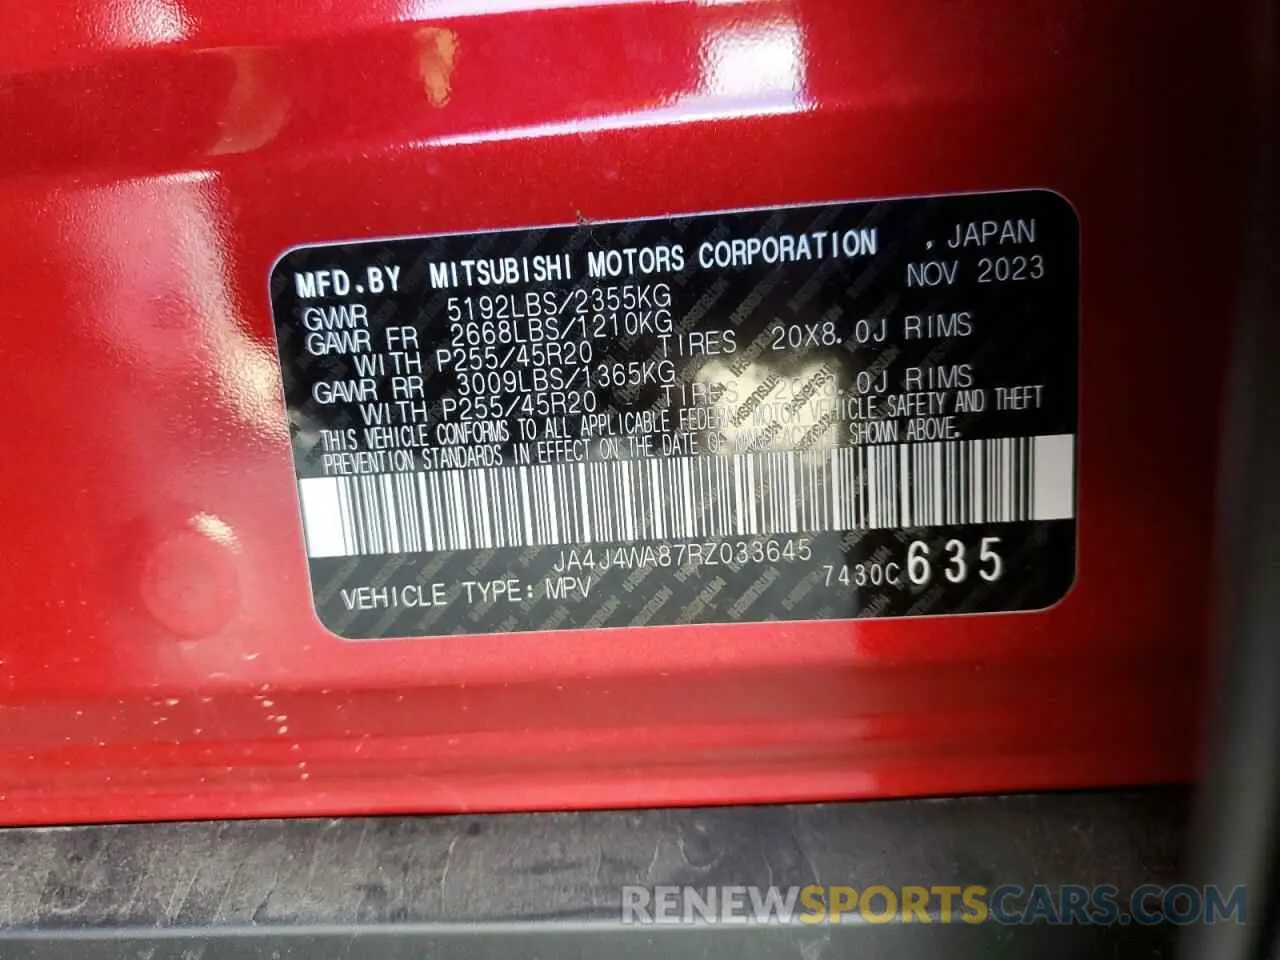 MFD.BY MITSUBISHI MOTORS CORPORATION , JAPAN
NOV 2023
GVWR 5192LBS/2355KG
GAWR FR 2668LBS/1210KG
WITH P255/45R20 TIRES 20X8.0J RIMS
GAWR RR 3009LBS/1365KG
WITH P255/45R20 TIRES .0J RIMS
THIS VEHICLE CONFORMS TO ALL APPLICABLE FEDERAL MOTOR VEHICLE SAFETY AND THEFT
PREVENTION STANDARDS IN EFFECT ON THE DATE OF MANUFACTURE SHOWN ABOVE.
JA4J4WA87RZ033645
VEHICLE TYPE: MPV 7430C635
RENEWSPORTSCARS.COM